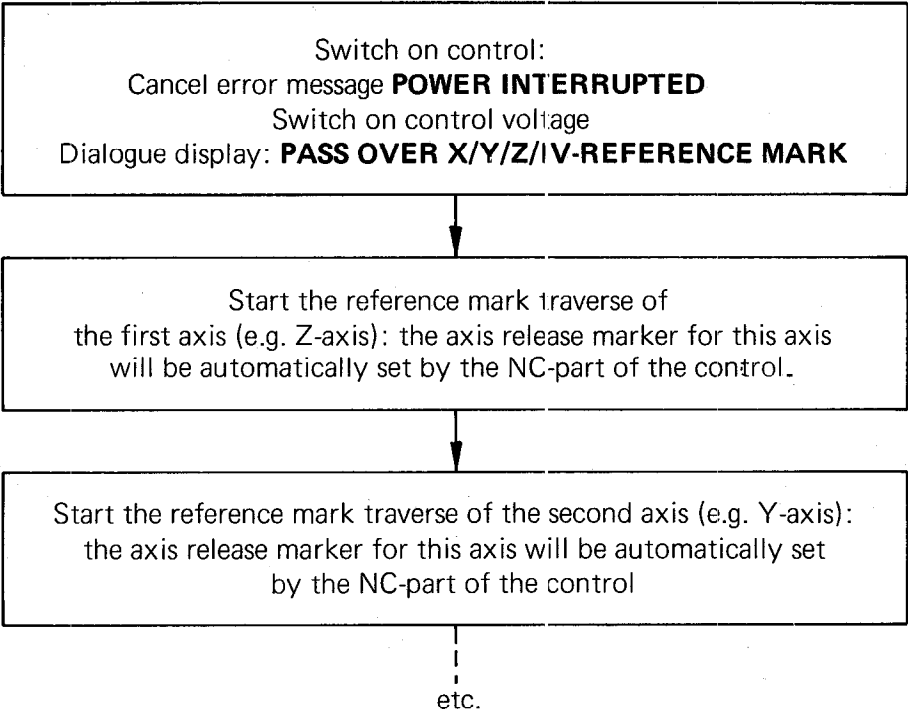 Switch on control:
Cancel error message POWER INTERRUPTED
Switch on control voltage
Dialogue display: PASS OVER X/Y/Z/IV-REFERENCE MARK
Start the reference mark traverse of
the first axis (e.g. Z-axis): the axis release marker for this axis
will be automatically set by the NC-part of the control.
Start the reference mark traverse of the second axis (e.g. Y-axis):
the axis release marker for this axis will be automatically set
by the NC-part of the control
etc.